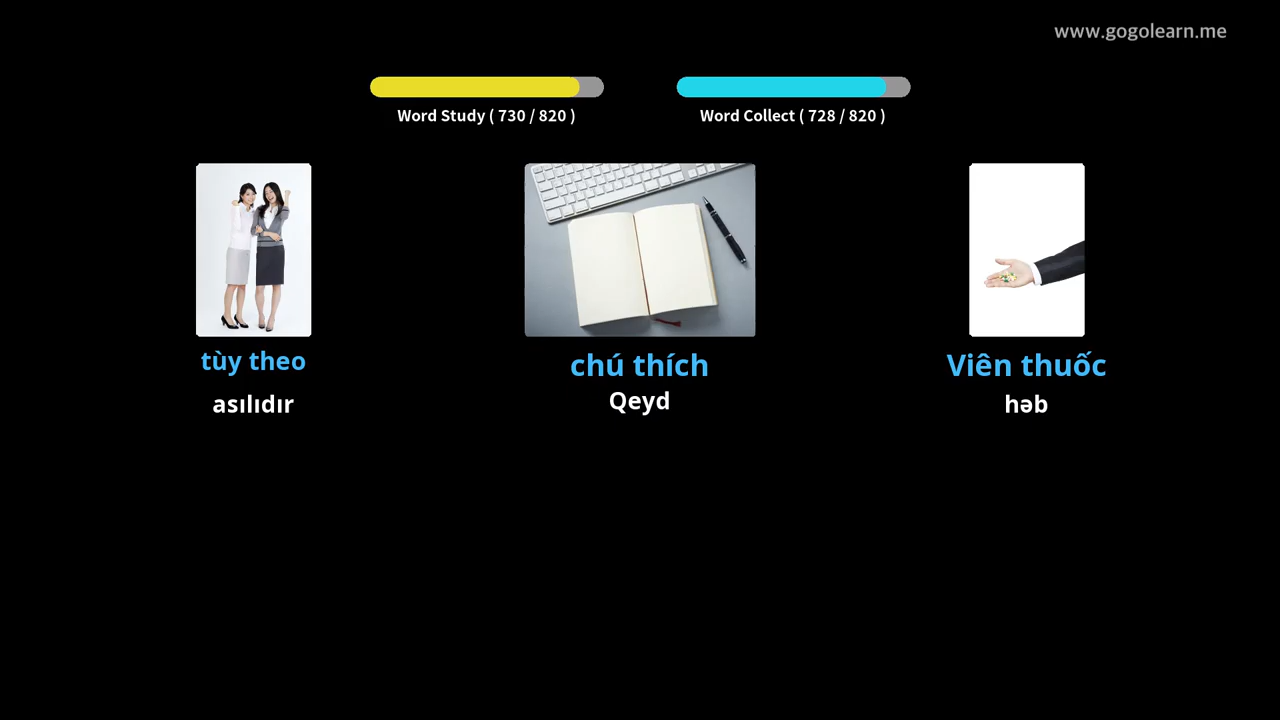 www.gogolearn.me
Word Study ( 730 / 820 )
Word Collect ( 728 / 820 )
tùy theo
asılıdır
chú thích
Qeyd
Viên thuốc
həb